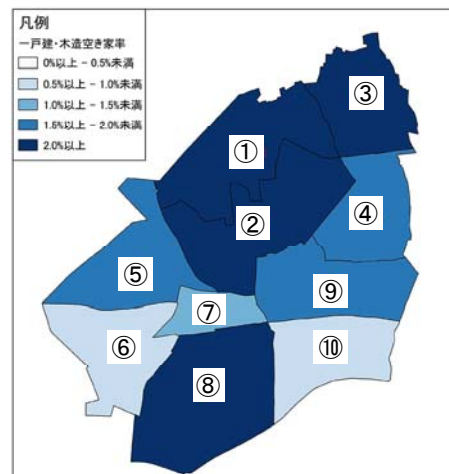 凡例
一戸建・木造空き家率
0%以上 – 0.5%未満
0.5%以上 – 1.0%未満
1.0%以上 – 1.5%未満
1.5%以上 – 2.0%未満
2.0%以上
③
①
②
④
⑤
⑨
⑦
⑥
⑩
⑧